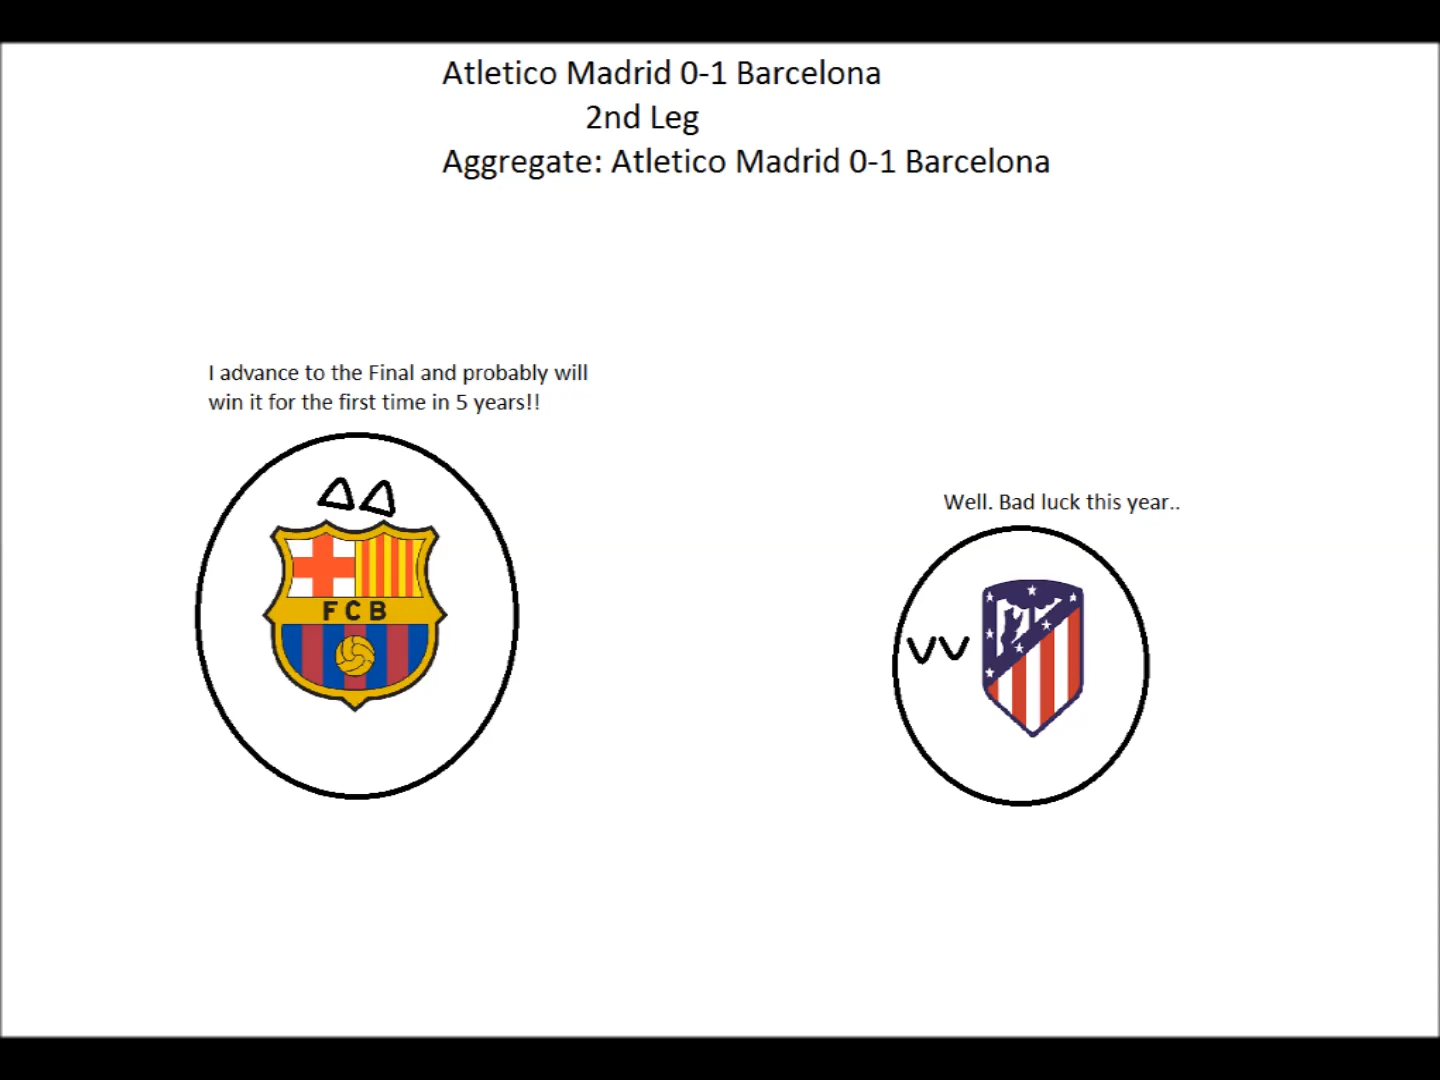 Atletico Madrid 0-1 Barcelona
2nd Leg
Aggregate: Atletico Madrid 0-1 Barcelona
I advance to the Final and probably will
win it for the first time in 5 years!!
Well. Bad luck this year..
FCB